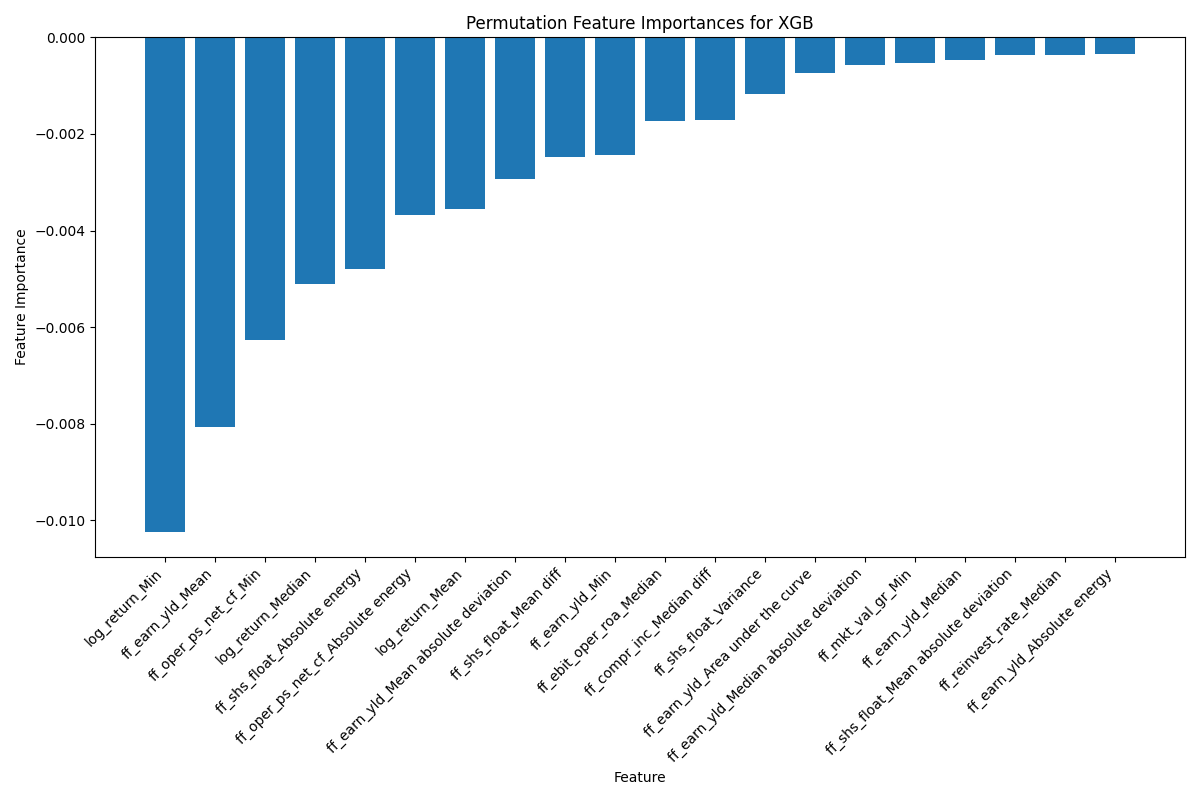 Permutation Feature Importances for XGB
0.000
−0.002
−0.004
−0.006
−0.008
−0.010
Feature Importance
log_return_Min
ff_earn_yld_Mean
ff_oper_ps_net_cf_Min
log_return_Median
ff_shs_float_Absolute energy
ff_oper_ps_net_cf_Absolute energy
log_return_Mean
ff_earn_yld_Mean absolute deviation
ff_shs_float_Mean diff
ff_earn_yld_Min
ff_ebit_oper_roa_Median
ff_compr_inc_Median diff
ff_shs_float_Variance
ff_earn_yld_Area under the curve
ff_earn_yld_Median absolute deviation
ff_mkt_val_gr_Min
ff_earn_yld_Median
ff_shs_float_Mean absolute deviation
ff_reinvest_rate_Median
ff_earn_yld_Absolute energy
Feature